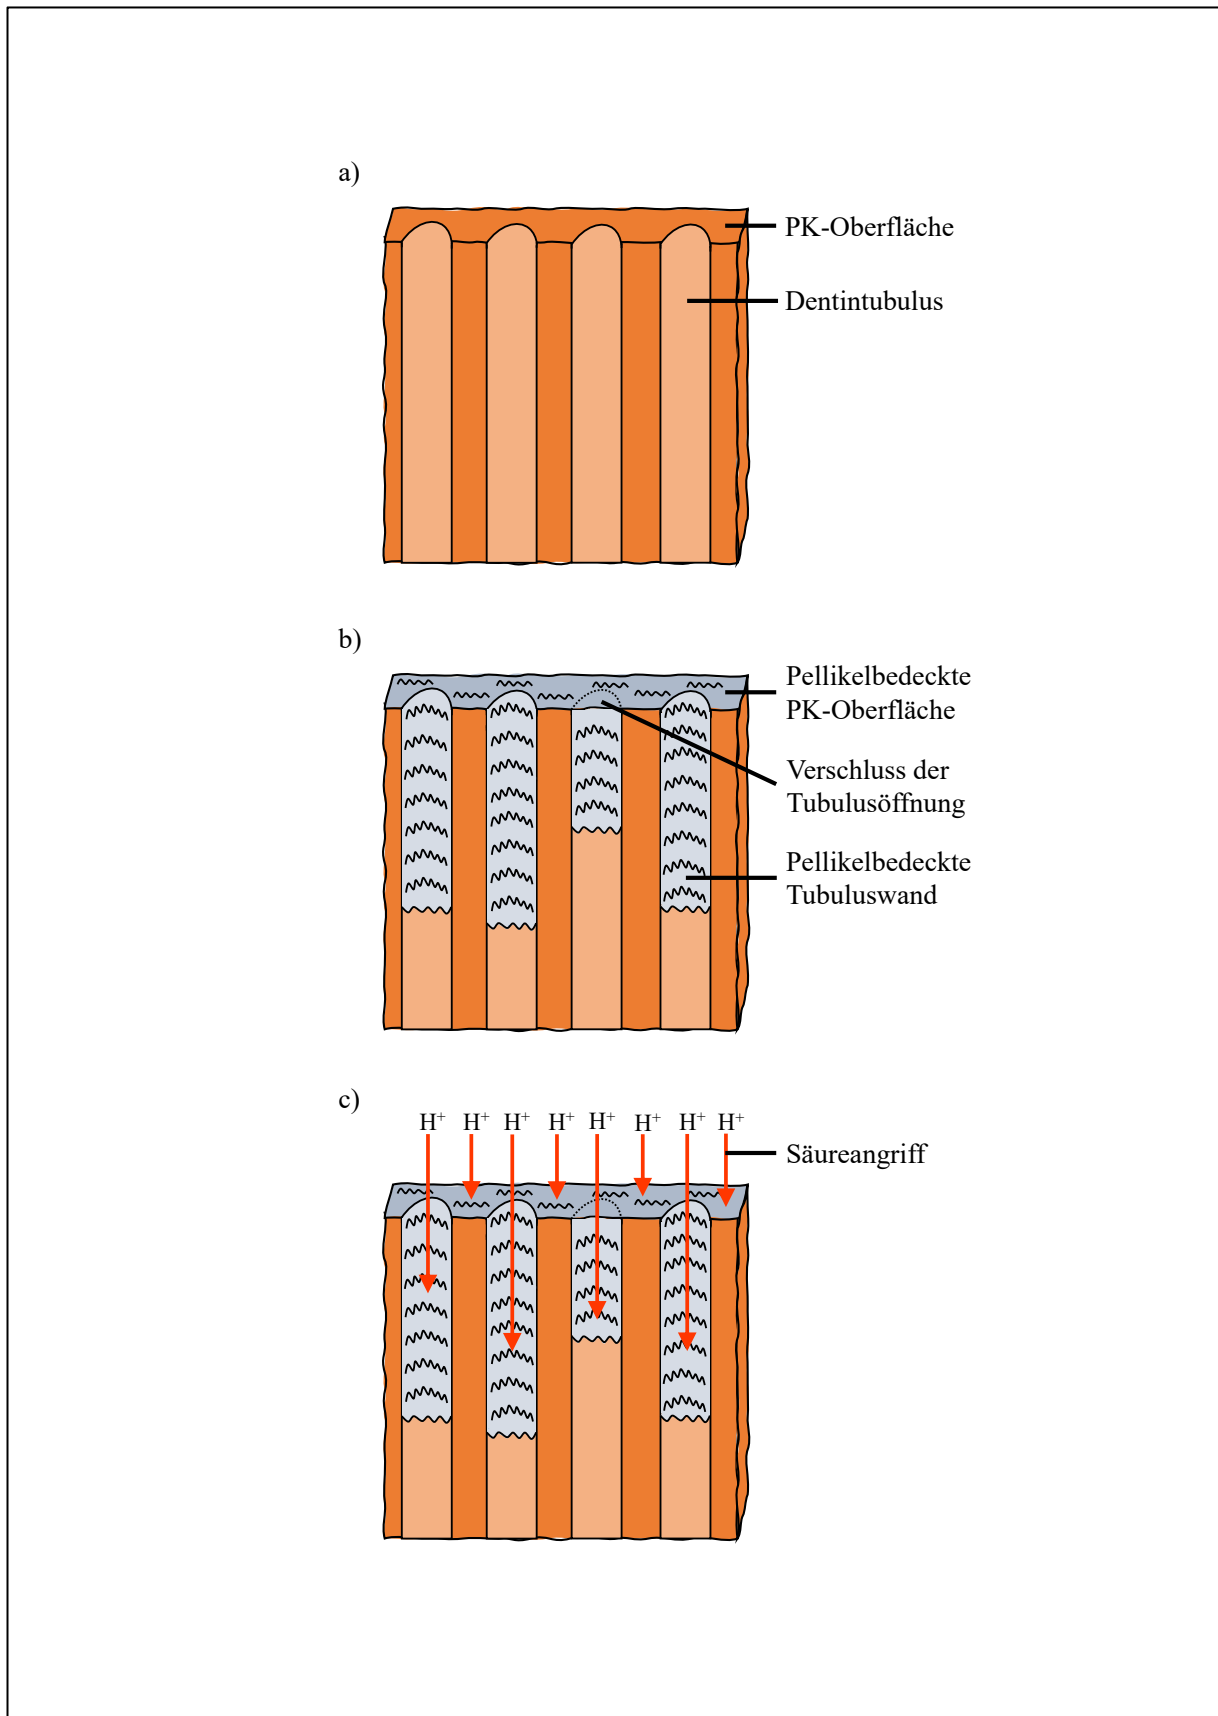 a)
PK-Oberfläche
Dentintubulus
b)
Pellikelbedeckte
PK-Oberfläche
Verschluss der
Tubulusöffnung
Pellikelbedeckte
Tubuluswand
c)
H⁺ H⁺ H⁺ H⁺ H⁺ H⁺ H⁺ H⁺
Säureangriff